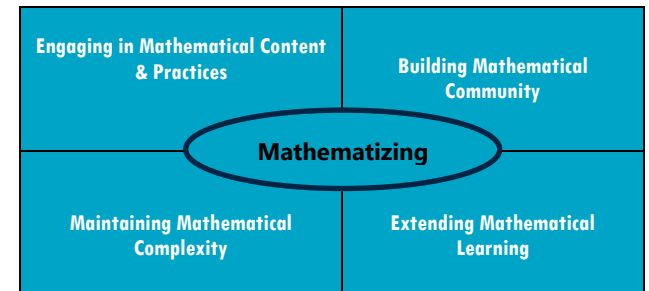 Engaging in Mathematical Content
& Practices
Building Mathematical
Community
Mathematizing
Maintaining Mathematical
Complexity
Extending Mathematical
Learning